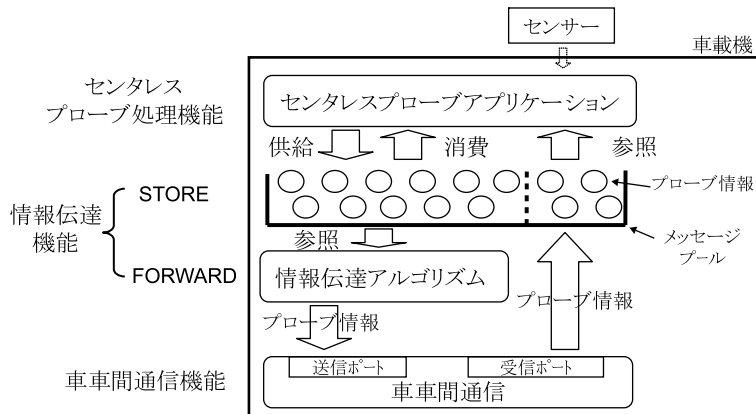 センサー
車載機
センタレス
プローブ処理機能
センタレスプローブアプリケーション
供給
消費
参照
プローブ情報
STORE
情報伝達
機能
FORWARD
メッセージ
プール
参照
情報伝達アルゴリズム
プローブ情報
プローブ情報
送信ポート
受信ポート
車車間通信機能
車車間通信